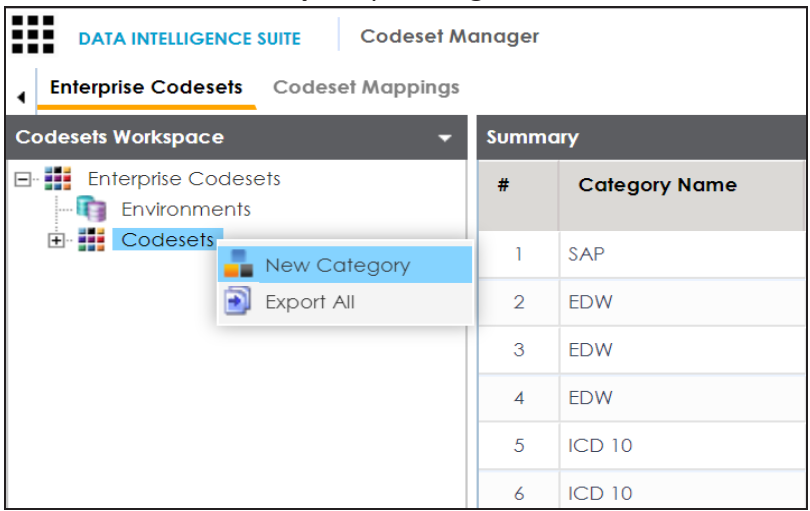 DATA INTELLIGENCE SUITE Codeset Manager
Enterprise Codesets Codeset Mappings
Codesets Workspace
Enterprise Codesets
Environments
Codesets
New Category
Export All
Summary
# Category Name
1 SAP
2 EDW
3 EDW
4 EDW
5 ICD 10
6 ICD 10